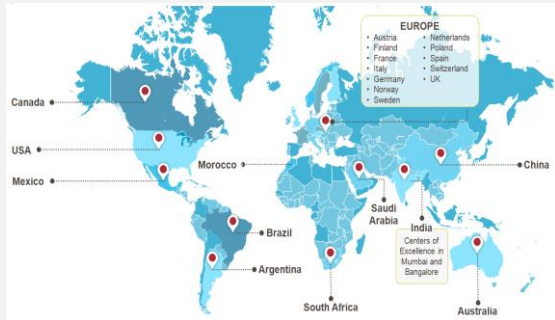 EUROPE
• Austria
• Finland
• France
• Italy
• Germany
• Norway
• Sweden
• Netherlands
• Poland
• Spain
• Switzerland
• UK
Canada
USA
Mexico
Morocco
China
Saudi
Arabia
India
Centers of
Excellence in
Mumbai and
Bangalore
Brazil
Argentina
South Africa
Australia